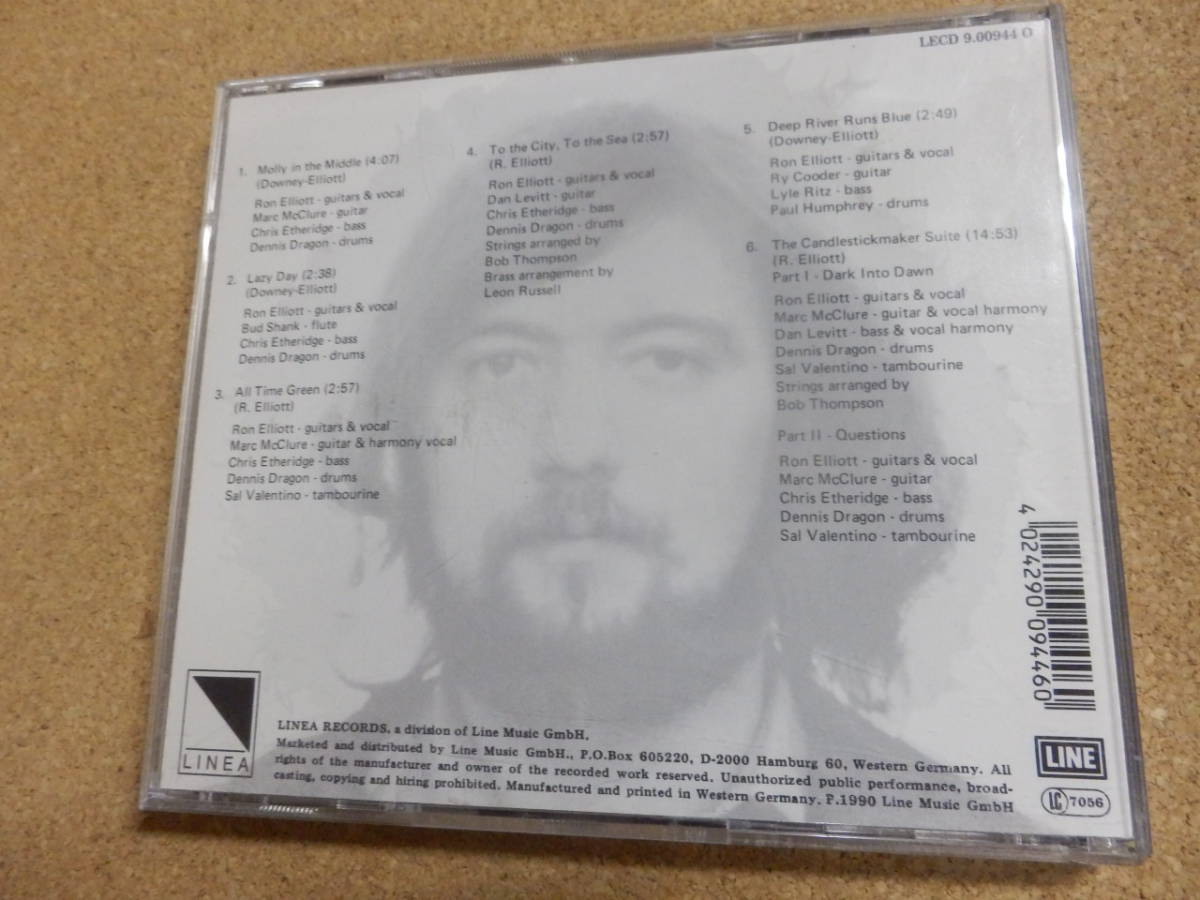 LECD 9.00944 O
1. Molly in the Middle (4:07)
(Downey-Elliott)
Ron Elliott - guitars & vocal
Marc McClure - guitar
Chris Etheridge - bass
Dennis Dragon - drums
2. Lazy Day (2:38)
(Downey-Elliott)
Ron Elliott - guitars & vocal
Bud Shank - flute
Chris Etheridge - bass
Dennis Dragon - drums
3. All Time Green (2:57)
(R. Elliott)
Ron Elliott - guitars & vocal
Marc McClure - guitar & harmony vocal
Chris Etheridge - bass
Dennis Dragon - drums
Sal Valentino - tambourine
4. To the City, To the Sea (2:57)
(R. Elliott)
Ron Elliott - guitars & vocal
Dan Levitt - guitar
Chris Etheridge - bass
Dennis Dragon - drums
Strings arranged by
Bob Thompson
Brass arrangement by
Leon Russell
5. Deep River Runs Blue (2:49)
(Downey-Elliott)
Ron Elliott - guitars & vocal
Ry Cooder - guitar
Lyle Ritz - bass
Paul Humphrey - drums
6. The Candlestickmaker Suite (14:53)
(R. Elliott)
Part I - Dark Into Dawn
Ron Elliott - guitars & vocal
Marc McClure - guitar & vocal harmony
Dan Levitt - bass & vocal harmony
Dennis Dragon - drums
Sal Valentino - tambourine
Strings arranged by
Bob Thompson
Part II - Questions
Ron Elliott - guitars & vocal
Marc McClure - guitar
Chris Etheridge - bass
Dennis Dragon - drums
Sal Valentino - tambourine
4 024290 094460
LINEA
LINEA RECORDS, a division of Line Music GmbH.
Marketed and distributed by Line Music GmbH., P.O.Box 605220, D-2000 Hamburg 60, Western Germany. All
rights of the manufacturer and owner of the recorded work reserved. Unauthorized public performance, broad-
casting, copying and hiring prohibited. Manufactured and printed in Western Germany. P.1990 Line Music GmbH
LINE
LC 7056